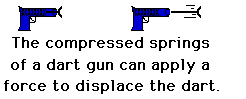 The compressed springs
of a dart gun can apply a
force to displace the dart.